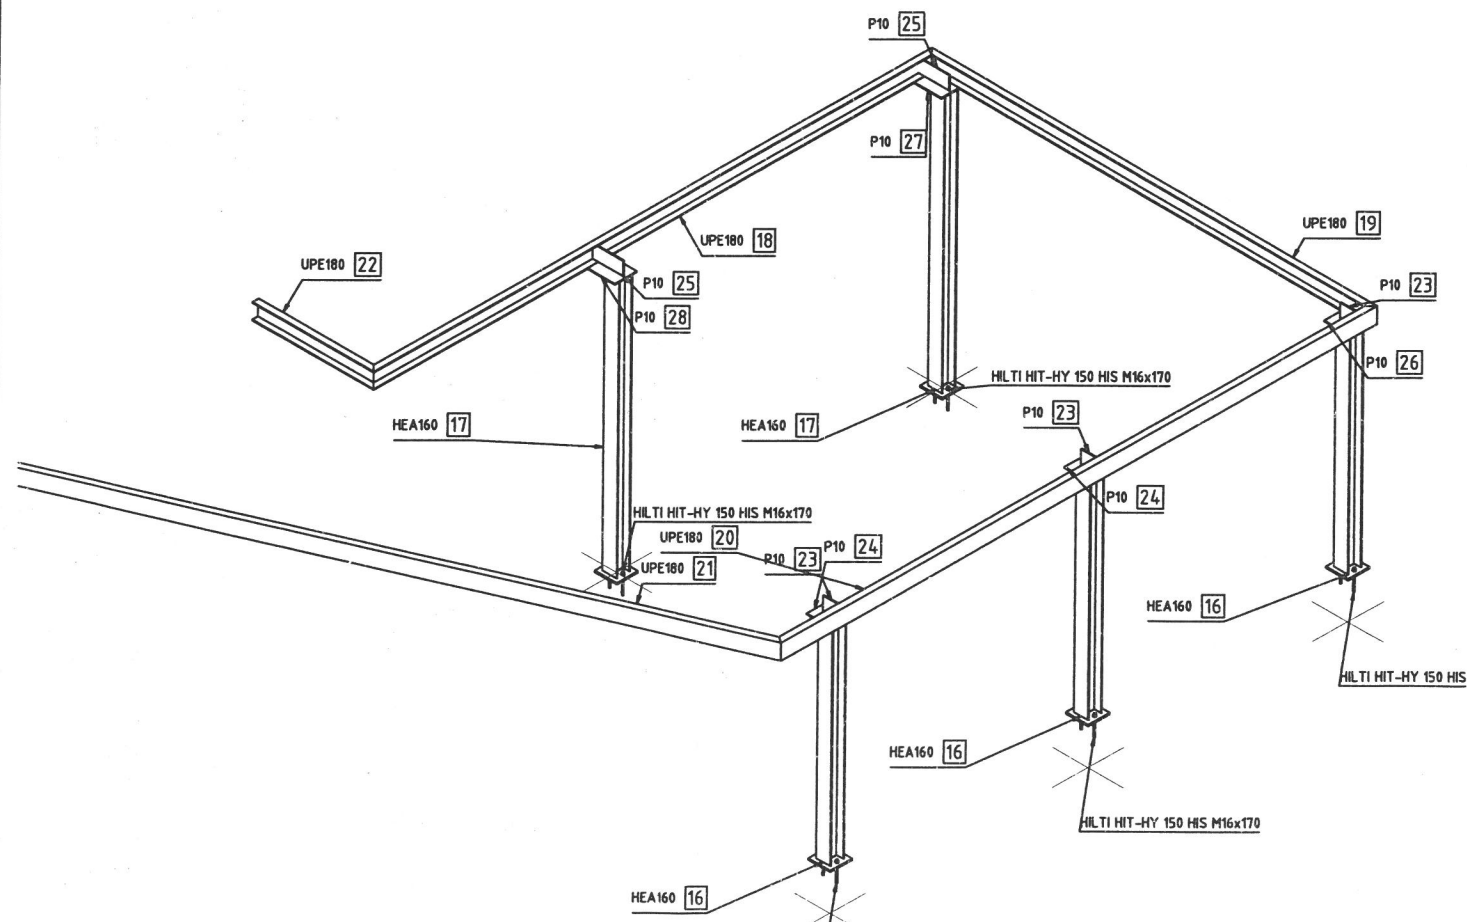 P10 25
P10 27
UPE180 19
UPE180 18
UPE180 22
P10 25
P10 23
P10 28
P10 26
HILTI HIT-HY 150 HIS M16x170
HEA160 17
HEA160 17
P10 23
P10 24
HILTI HIT-HY 150 HIS M16x170
UPE180 20
P10 23
P10 24
UPE180 21
HEA160 16
HILTI HIT-HY 150 HIS
HEA160 16
HILTI HIT-HY 150 HIS M16x170
HEA160 16